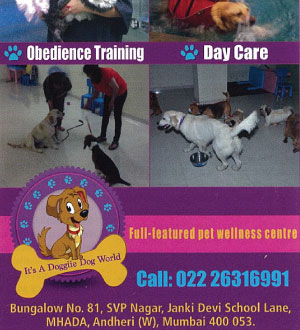 Obedience Training
Day Care
It's A Doggie Dog World
Full-featured pet wellness centre
Call: 022 26316991
Bungalow No. 81, SVP Nagar, Janki Devi School Lane,
MHADA, Andheri (W), Mumbai 400 053.